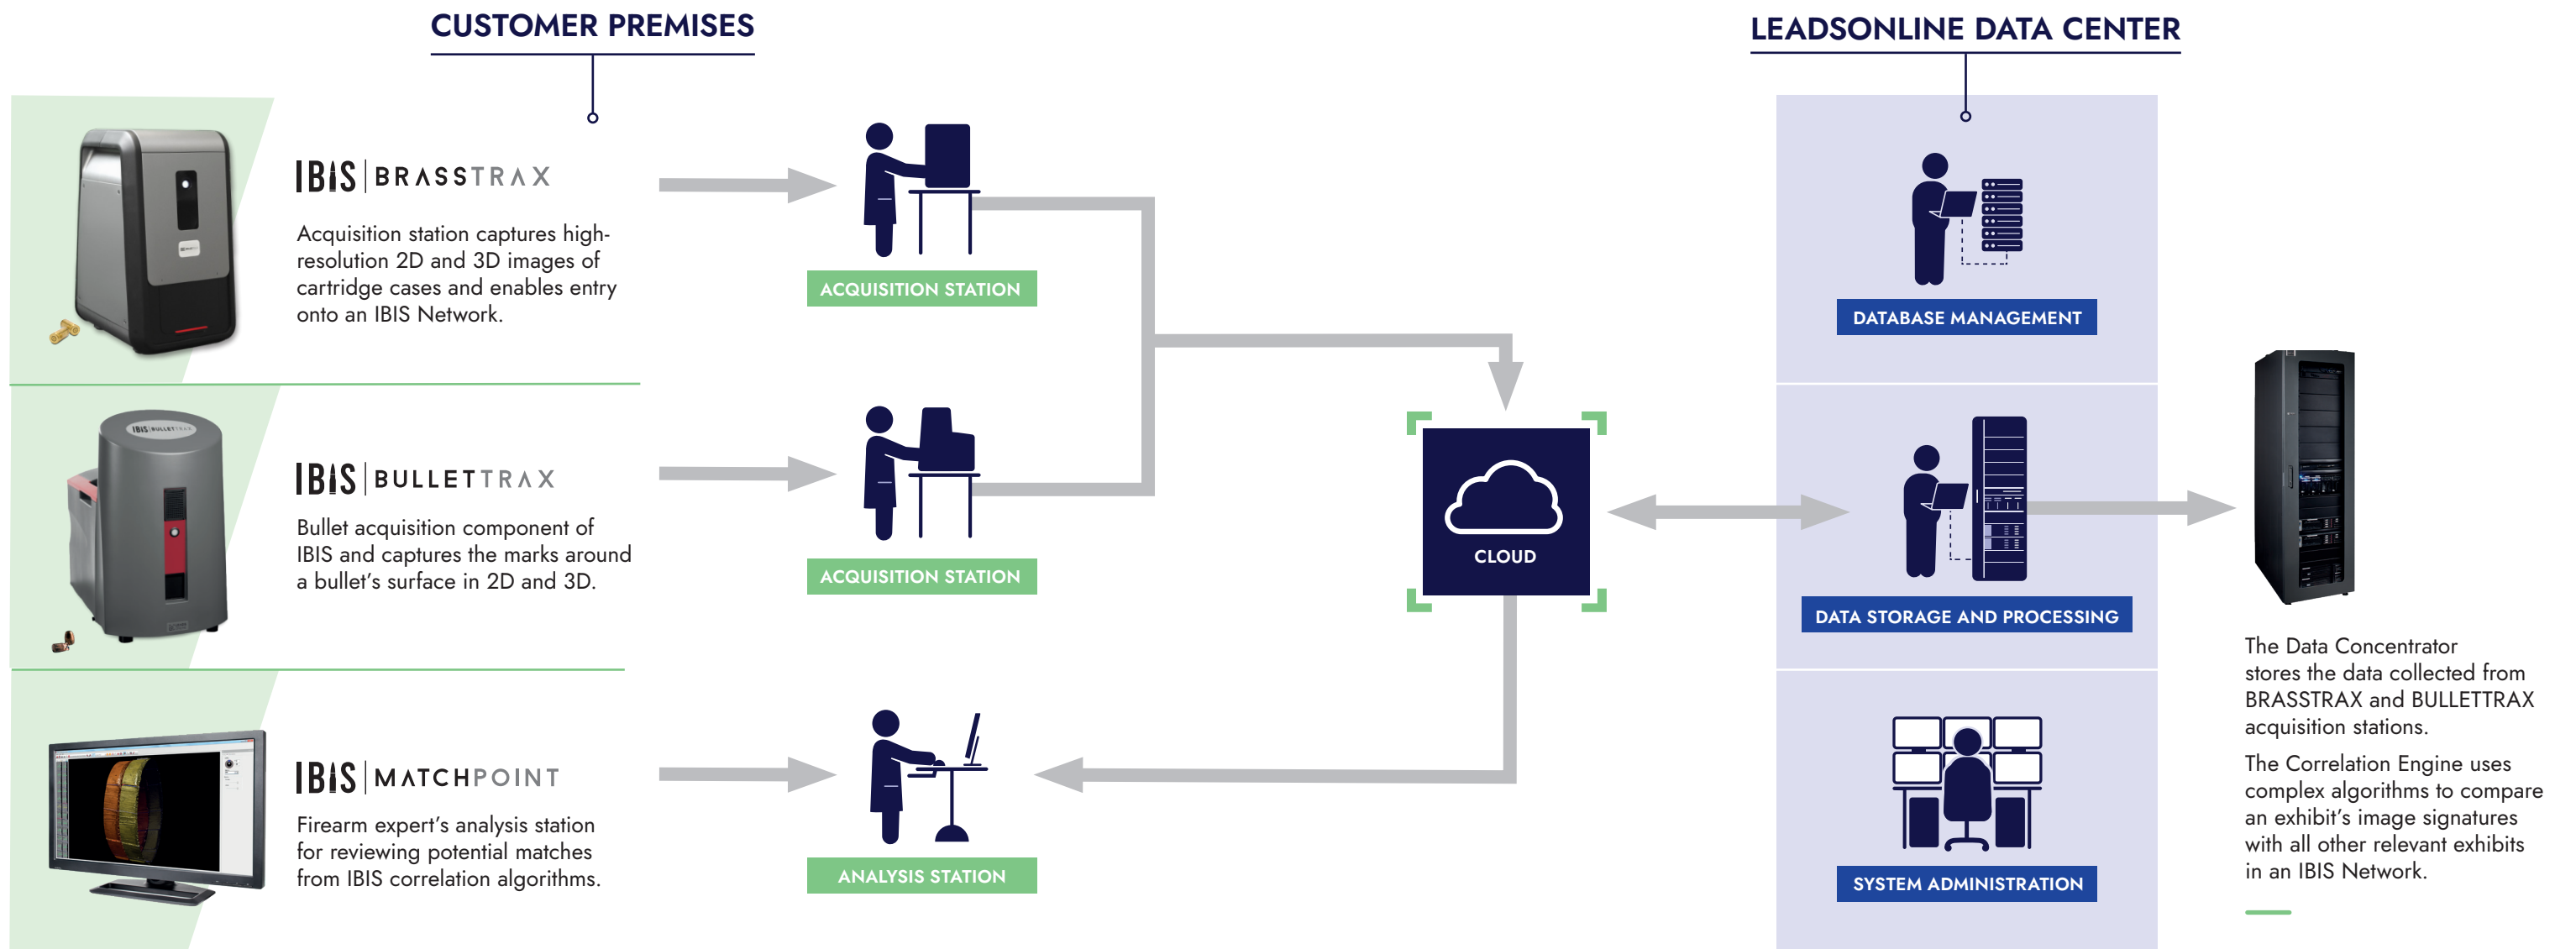 CUSTOMER PREMISES
LEADSONLINE DATA CENTER
IBIS | BRASSTRAX
Acquisition station captures high-
resolution 2D and 3D images of
cartridge cases and enables entry
onto an IBIS Network.
ACQUISITION STATION
DATABASE MANAGEMENT
IBIS | BULLETTRAX
IBIS | BULLETTRAX
Bullet acquisition component of
IBIS and captures the marks around
a bullet's surface in 2D and 3D.
ACQUISITION STATION
CLOUD
DATA STORAGE AND PROCESSING
The Data Concentrator
stores the data collected from
BRASSTRAX and BULLETTRAX
acquisition stations.
The Correlation Engine uses
complex algorithms to compare
an exhibit's image signatures
with all other relevant exhibits
in an IBIS Network.
IBIS | MATCHPOINT
Firearm expert's analysis station
for reviewing potential matches
from IBIS correlation algorithms.
ANALYSIS STATION
SYSTEM ADMINISTRATION